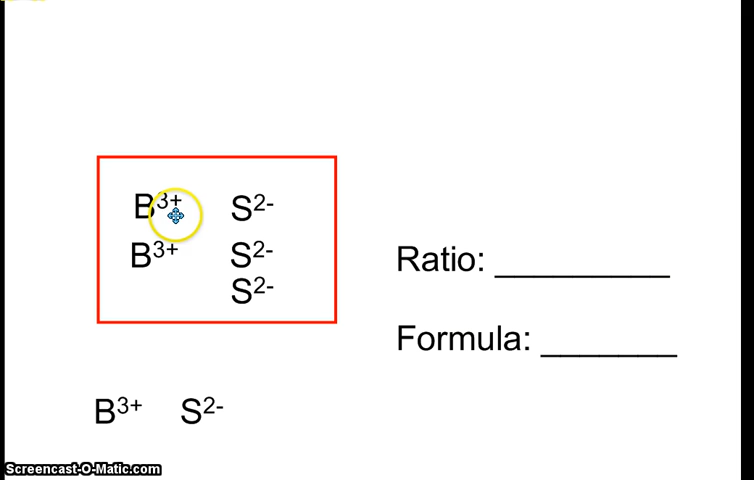 B³⁺ S²⁻
B³⁺ S²⁻
S²⁻
Ratio: _________
Formula: _______
B³⁺ S²⁻
Screencast-O-Matic.com